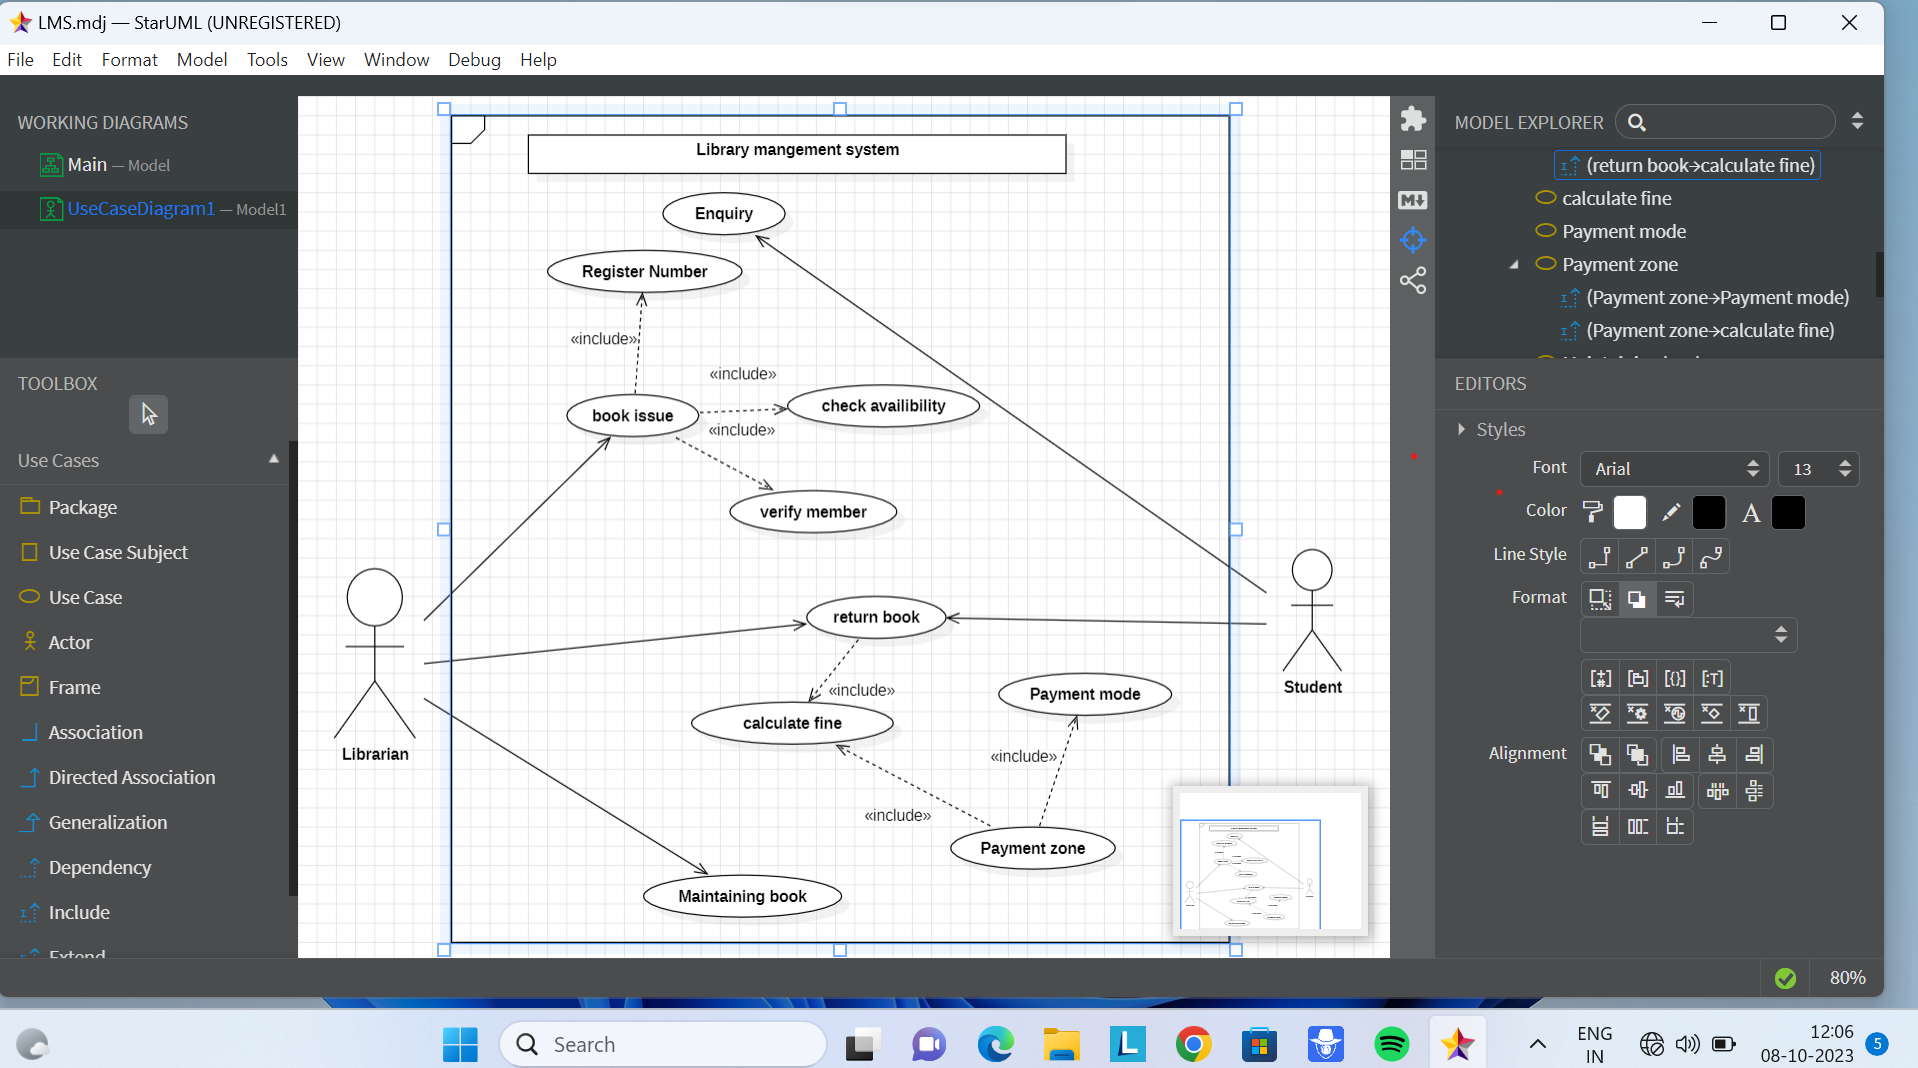 LMS.mdj — StarUML (UNREGISTERED)
File Edit Format Model Tools View Window Debug Help
WORKING DIAGRAMS
Main — Model
UseCaseDiagram1 — Model1
TOOLBOX
Use Cases
Package
Use Case Subject
Use Case
Actor
Frame
Association
Directed Association
Generalization
Dependency
Include
Extend
Library mangement system
Enquiry
Register Number
«include»
«include»
book issue
check availibility
«include»
verify member
return book
«include»
Payment mode
calculate fine
Student
Librarian
«include»
«include»
Payment zone
Maintaining book
MODEL EXPLORER
(return book→calculate fine)
calculate fine
Payment mode
Payment zone
(Payment zone→Payment mode)
(Payment zone→calculate fine)
EDITORS
Styles
Font Arial 13
Color A
Line Style
Format
Alignment
80%
Search
ENG
IN
12:06
08-10-2023
5